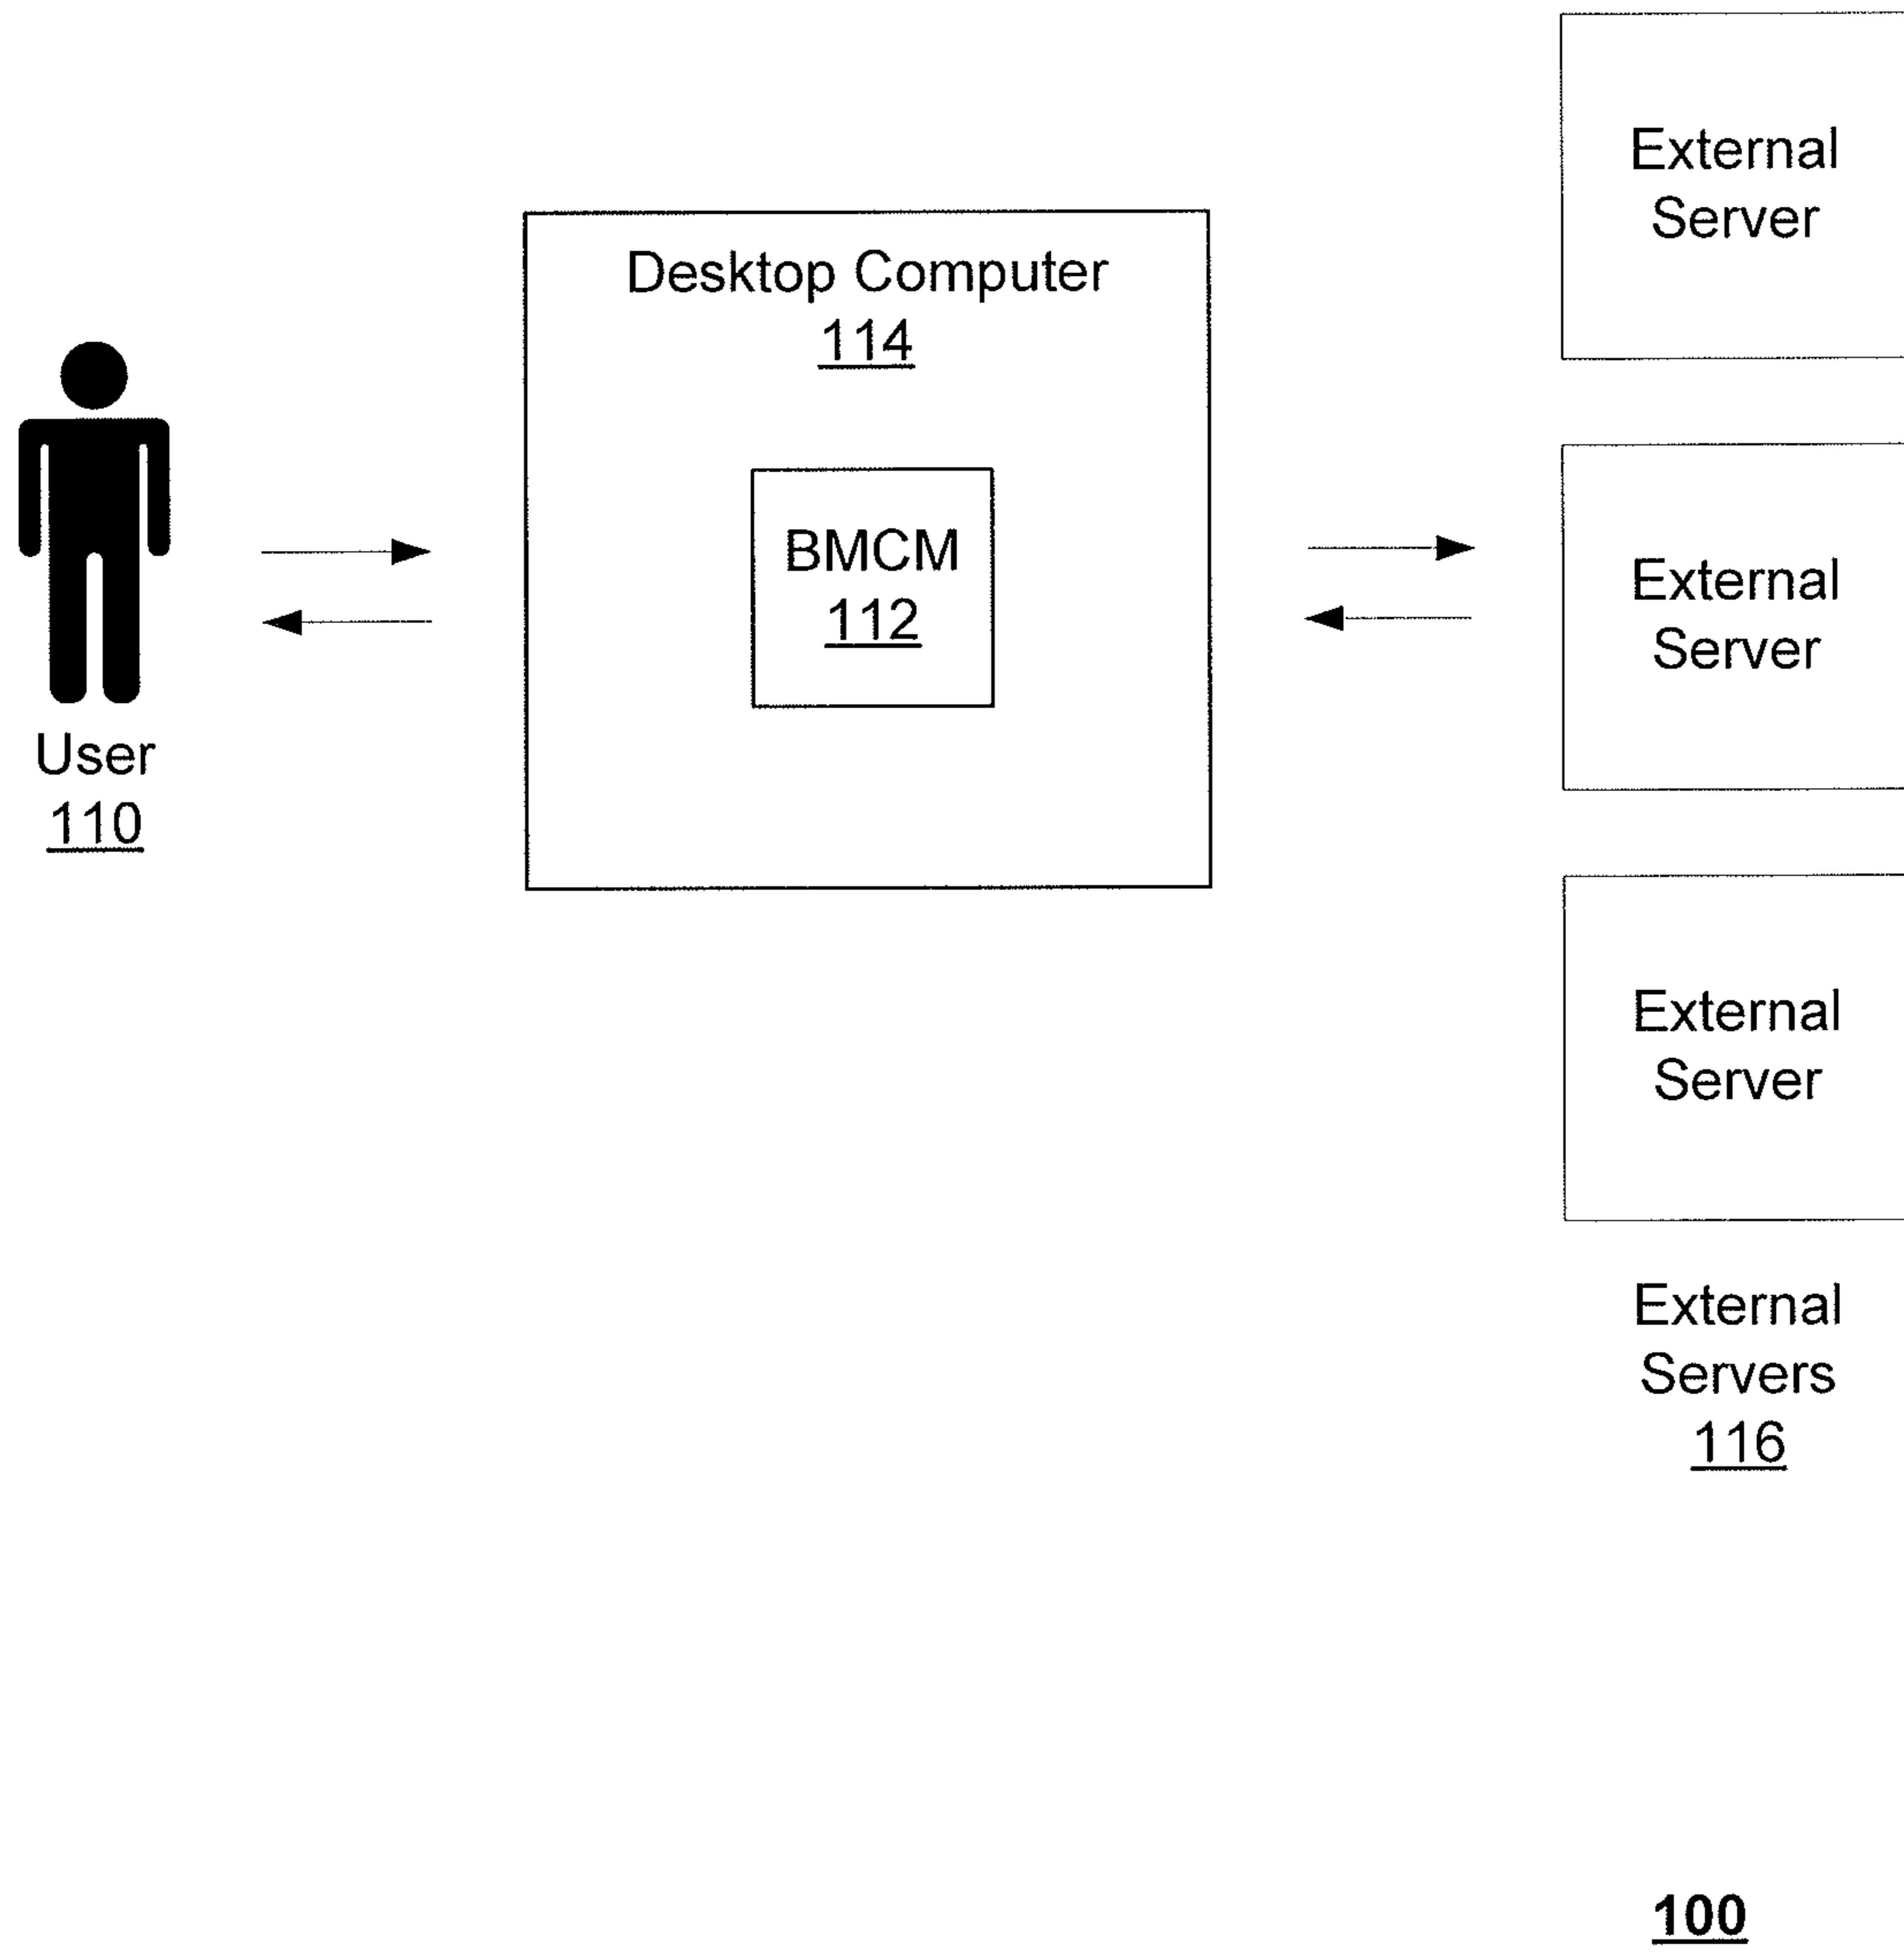 External
Server
Desktop Computer
114
BMCM
112
External
Server
User
110
External
Server
External
Servers
116
100